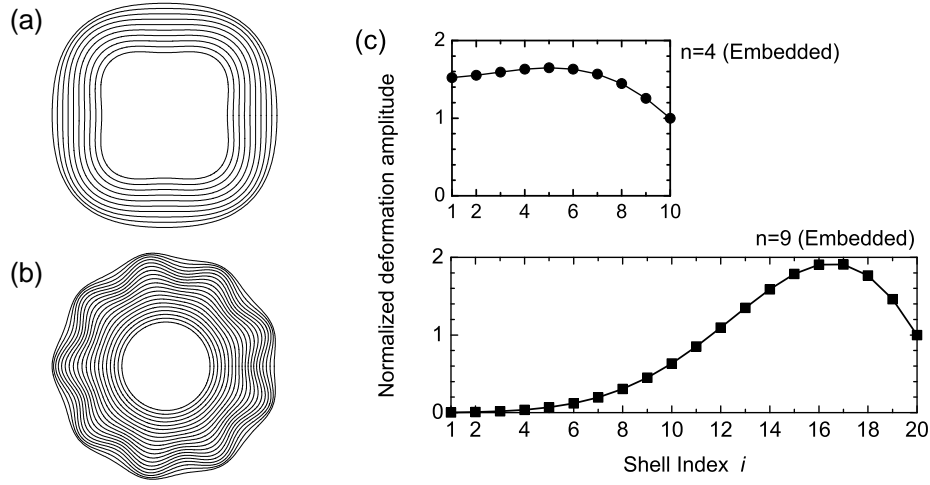 (a)
(b)
(c)
Normalized deformation amplitude
2
1
0
1 2 4 6 8 10
n=4 (Embedded)
n=9 (Embedded)
2
1
0
1 2 4 6 8 10 12 14 16 18 20
Shell Index i